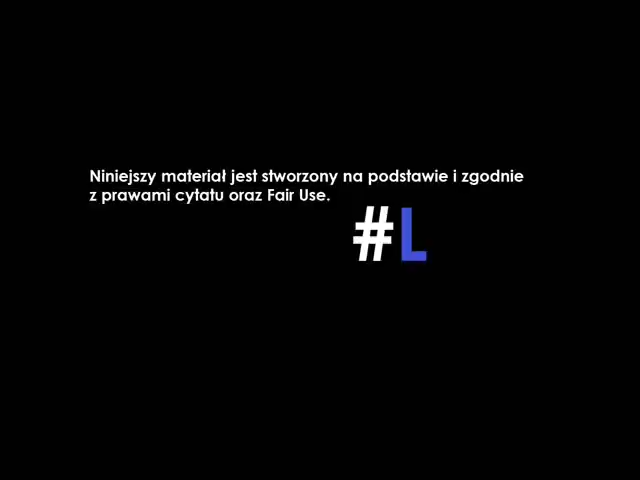 Niniejszy materiał jest stworzony na podstawie i zgodnie
z prawami cytatu oraz Fair Use.
#L